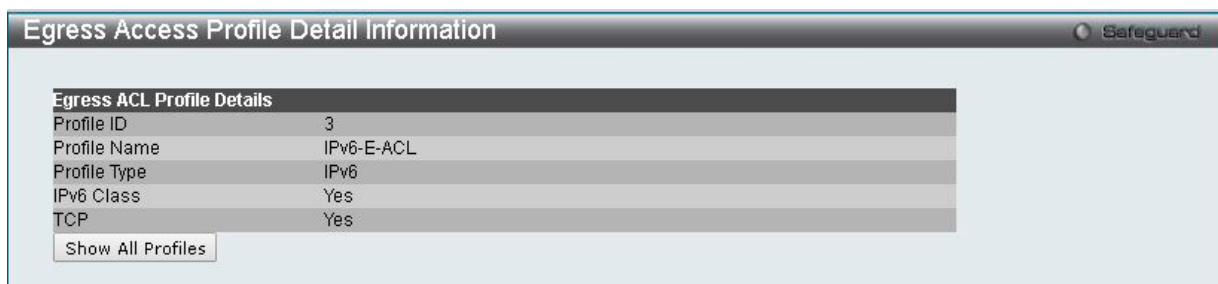 Egress Access Profile Detail Information
Safeguard
Egress ACL Profile Details
Profile ID 3
Profile Name IPv6-E-ACL
Profile Type IPv6
IPv6 Class Yes
TCP Yes
Show All Profiles